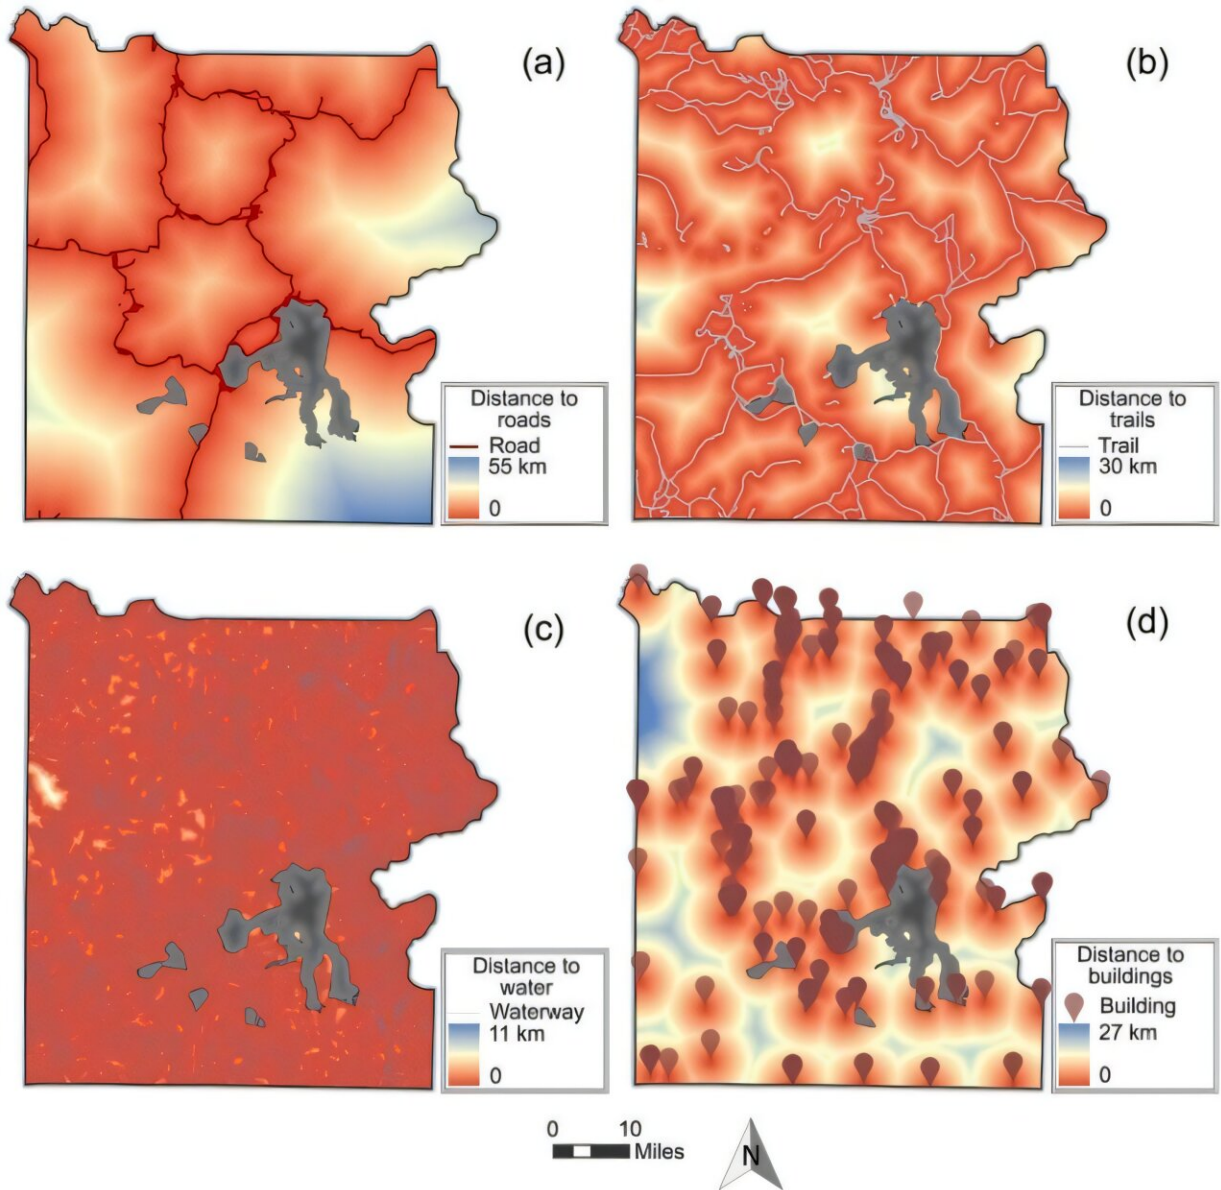 (a)
Distance to
roads
Road
55 km
0
(b)
Distance to
trails
Trail
30 km
0
(c)
Distance to
water
Waterway
11 km
0
(d)
Distance to
buildings
Building
27 km
0
0 10
Miles
N